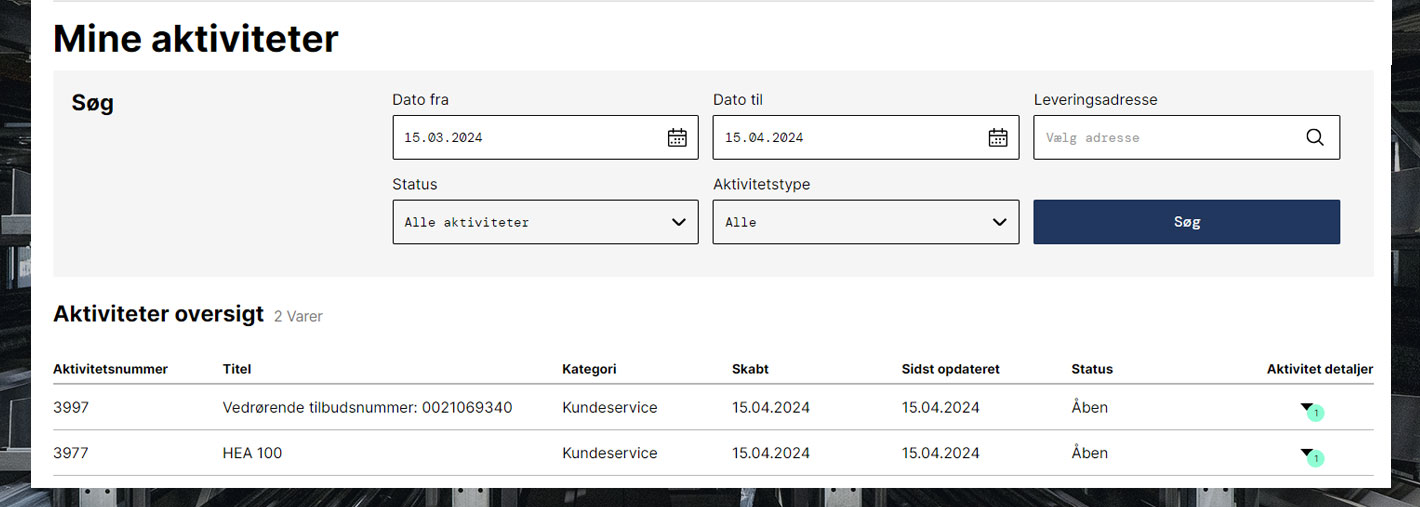 Mine aktiviteter
Søg
Dato fra
Dato til
Leveringsadresse
15.03.2024
15.04.2024
Vælg adresse
Status
Aktivitetstype
Alle aktiviteter
Alle
Søg
Aktiviteter oversigt 2 Varer
Aktivitetsnummer Titel Kategori Skabt Sidst opdateret Status Aktivitet detaljer
3997 Vedrørende tilbudsnummer: 0021069340 Kundeservice 15.04.2024 15.04.2024 Åben 1
3977 HEA 100 Kundeservice 15.04.2024 15.04.2024 Åben 1